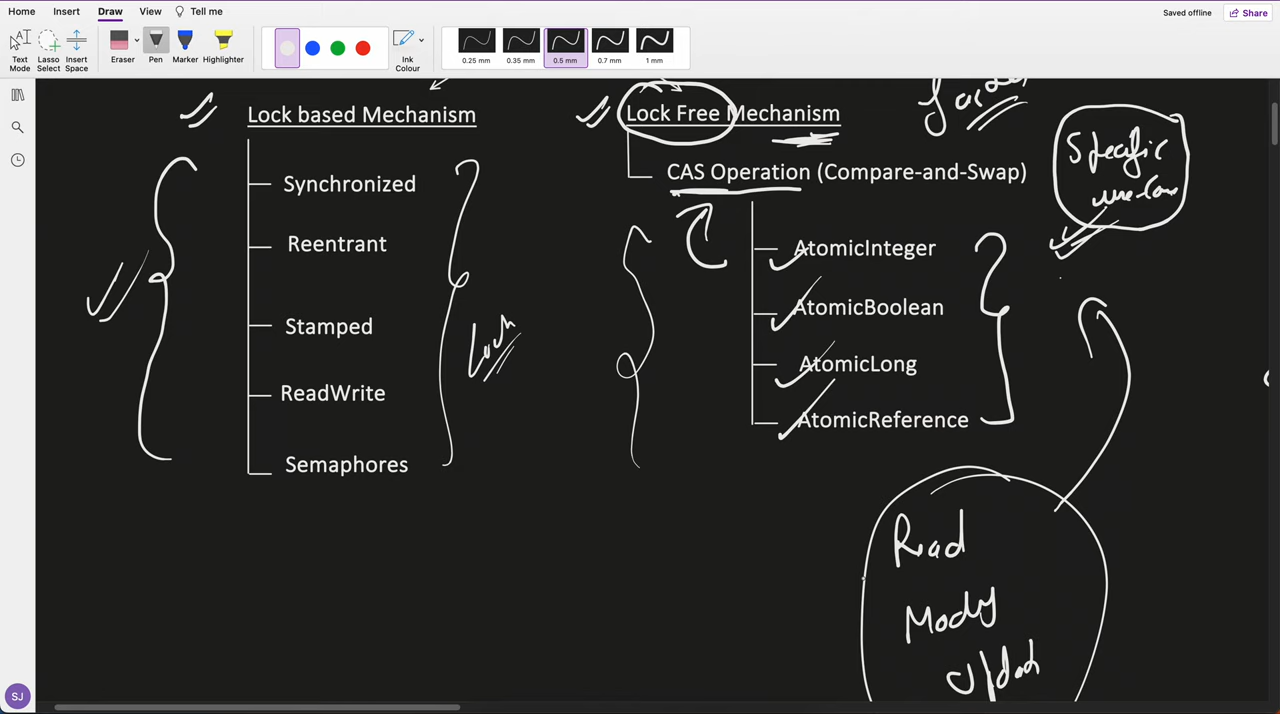 Home Insert Draw View Tell me
Saved offline Share
Text Mode
Lasso Select
Insert Space
Eraser
Pen
Marker
Highlighter
Ink Colour
0.25 mm
0.35 mm
0.5 mm
0.7 mm
1 mm
Lock based Mechanism
Synchronized
Reentrant
Stamped
ReadWrite
Semaphores
Lock
Lock Free Mechanism
CAS Operation (Compare-and-Swap)
AtomicInteger
AtomicBoolean
AtomicLong
AtomicReference
Specific
Read
Modify
Update
SJ